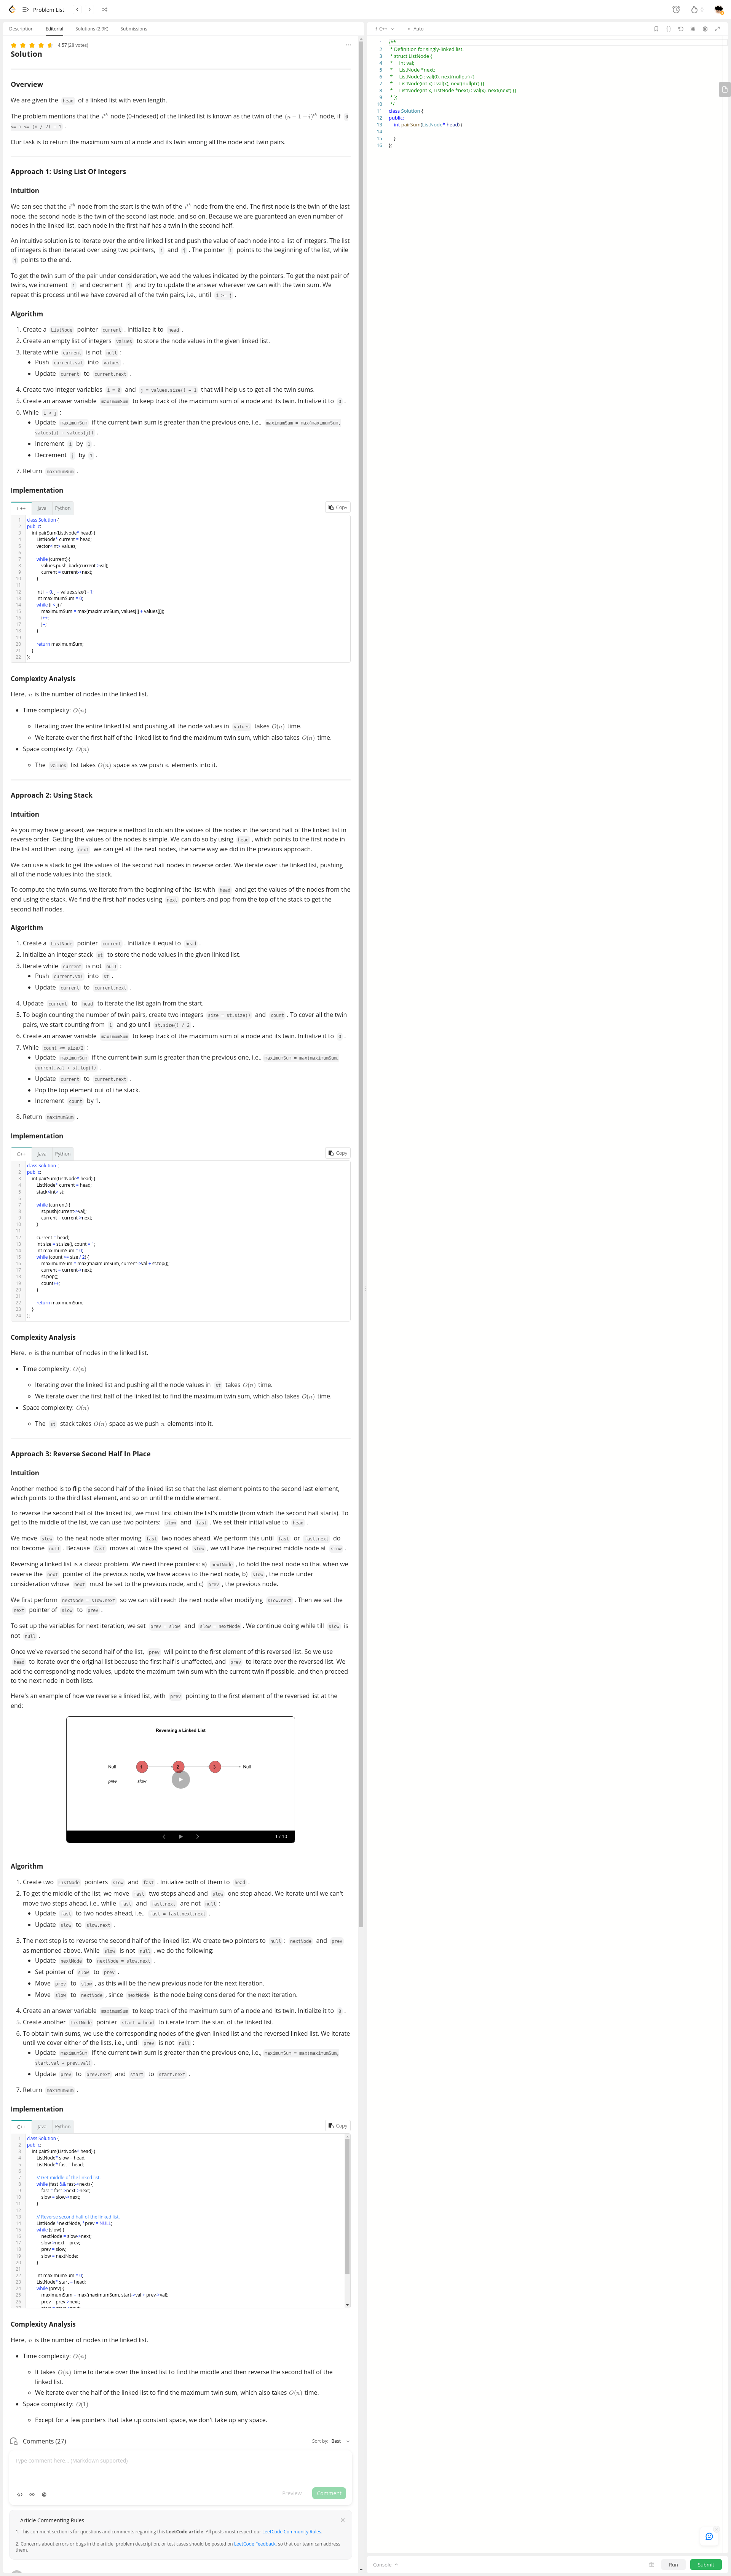 Problem List
0
Description Editorial Solutions (2.9K) Submissions
4.57 (28 votes)
Solution
Overview
We are given the head of a linked list with even length.
The problem mentions that the i^th node (0-indexed) of the linked list is known as the twin of the (n − 1 − i)^th node, if 0
<= i <= (n / 2) - 1 .
Our task is to return the maximum sum of a node and its twin among all the node and twin pairs.
Approach 1: Using List Of Integers
Intuition
We can see that the i^th node from the start is the twin of the i^th node from the end. The first node is the twin of the last
node, the second node is the twin of the second last node, and so on. Because we are guaranteed an even number of
nodes in the linked list, each node in the first half has a twin in the second half.
An intuitive solution is to iterate over the entire linked list and push the value of each node into a list of integers. The list
of integers is then iterated over using two pointers, i and j . The pointer i points to the beginning of the list, while
j points to the end.
To get the twin sum of the pair under consideration, we add the values indicated by the pointers. To get the next pair of
twins, we increment i and decrement j and try to update the answer wherever we can with the twin sum. We
repeat this process until we have covered all of the twin pairs, i.e., until i >= j .
Algorithm
1. Create a ListNode pointer current . Initialize it to head .
2. Create an empty list of integers values to store the node values in the given linked list.
3. Iterate while current is not null :
Push current.val into values .
Update current to current.next .
4. Create two integer variables i = 0 and j = values.size() - 1 that will help us to get all the twin sums.
5. Create an answer variable maximumSum to keep track of the maximum sum of a node and its twin. Initialize it to 0 .
6. While i < j :
Update maximumSum if the current twin sum is greater than the previous one, i.e., maximumSum = max(maximumSum,
values[i] + values[j]) .
Increment i by 1 .
Decrement j by 1 .
7. Return maximumSum .
Implementation
C++ Java Python Copy
1 class Solution {
2 public:
3 int pairSum(ListNode* head) {
4 ListNode* current = head;
5 vector<int> values;
6
7 while (current) {
8 values.push_back(current->val);
9 current = current->next;
10 }
11
12 int i = 0, j = values.size() - 1;
13 int maximumSum = 0;
14 while (i < j) {
15 maximumSum = max(maximumSum, values[i] + values[j]);
16 i++;
17 j--;
18 }
19
20 return maximumSum;
21 }
22 };
Complexity Analysis
Here, n is the number of nodes in the linked list.
Time complexity: O(n)
Iterating over the entire linked list and pushing all the node values in values takes O(n) time.
We iterate over the first half of the linked list to find the maximum twin sum, which also takes O(n) time.
Space complexity: O(n)
The values list takes O(n) space as we push n elements into it.
Approach 2: Using Stack
Intuition
As you may have guessed, we require a method to obtain the values of the nodes in the second half of the linked list in
reverse order. Getting the values of the nodes is simple. We can do so by using head , which points to the first node in
the list and then using next we can get all the next nodes, the same way we did in the previous approach.
We can use a stack to get the values of the second half nodes in reverse order. We iterate over the linked list, pushing
all of node values into the stack.
To compute the twin sums, we iterate from the beginning of the list with head and get the values of the nodes from the
end using the stack. We find the first half nodes using next pointers and pop from the top of the stack to get the
second half nodes.
Algorithm
1. Create a ListNode pointer current . Initialize it equal to head .
2. Initialize an integer stack st to store the node values in the given linked list.
3. Iterate while current is not null :
Push current.val into st .
Update current to current.next .
4. Update current to head to iterate the list again from the start.
5. To begin counting the number of twin pairs, create two integers size = st.size() and count . To cover all the twin
pairs, we start counting from 1 and go until st.size() / 2 .
6. Create an answer variable maximumSum to keep track of the maximum sum of a node and its twin. Initialize it to 0 .
7. While count <= size/2 :
Update maximumSum if the current twin sum is greater than the previous one, i.e., maximumSum = max(maximumSum,
current.val + st.top()) .
Update current to current.next .
Pop the top element out of the stack.
Increment count by 1.
8. Return maximumSum .
Implementation
C++ Java Python Copy
1 class Solution {
2 public:
3 int pairSum(ListNode* head) {
4 ListNode* current = head;
5 stack<int> st;
6
7 while (current) {
8 st.push(current->val);
9 current = current->next;
10 }
11
12 current = head;
13 int size = st.size(), count = 1;
14 int maximumSum = 0;
15 while (count <= size / 2) {
16 maximumSum = max(maximumSum, current->val + st.top());
17 current = current->next;
18 st.pop();
19 count++;
20 }
21
22 return maximumSum;
23 }
24 };
Complexity Analysis
Here, n is the number of nodes in the linked list.
Time complexity: O(n)
Iterating over the linked list and pushing all the node values in st takes O(n) time.
We iterate over the first half of the linked list to find the maximum twin sum, which also takes O(n) time.
Space complexity: O(n)
The st stack takes O(n) space as we push n elements into it.
Approach 3: Reverse Second Half In Place
Intuition
Another method is to flip the second half of the linked list so that the last element points to the second last element,
which points to the third last element, and so on until the middle element.
To reverse the second half of the linked list, we must first obtain the list's middle (from which the second half starts). To
get to the middle of the list, we can use two pointers: slow and fast . We set their initial value to head .
We move slow to the next node after moving fast two nodes ahead. We perform this until fast or fast.next do
not become null . Because fast moves at twice the speed of slow , we will have the required middle node at slow .
Reversing a linked list is a classic problem. We need three pointers: a) nextNode , to hold the next node so that when we
reverse the next pointer of the previous node, we have access to the next node, b) slow , the node under
consideration whose next must be set to the previous node, and c) prev , the previous node.
We first perform nextNode = slow.next so we can still reach the next node after modifying slow.next . Then we set the
next pointer of slow to prev .
To set up the variables for next iteration, we set prev = slow and slow = nextNode . We continue doing while till slow is
not null .
Once we've reversed the second half of the list, prev will point to the first element of this reversed list. So we use
head to iterate over the original list because the first half is unaffected, and prev to iterate over the reversed list. We
add the corresponding node values, update the maximum twin sum with the current twin if possible, and then proceed
to the next node in both lists.
Here's an example of how we reverse a linked list, with prev pointing to the first element of the reversed list at the
end:
Reversing a Linked List
Null 1 2 3 Null
prev slow
1 / 10
Algorithm
1. Create two ListNode pointers slow and fast . Initialize both of them to head .
2. To get the middle of the list, we move fast two steps ahead and slow one step ahead. We iterate until we can't
move two steps ahead, i.e., while fast and fast.next are not null :
Update fast to two nodes ahead, i.e., fast = fast.next.next .
Update slow to slow.next .
3. The next step is to reverse the second half of the linked list. We create two pointers to null : nextNode and prev
as mentioned above. While slow is not null , we do the following:
Update nextNode to nextNode = slow.next .
Set pointer of slow to prev .
Move prev to slow , as this will be the new previous node for the next iteration.
Move slow to nextNode , since nextNode is the node being considered for the next iteration.
4. Create an answer variable maximumSum to keep track of the maximum sum of a node and its twin. Initialize it to 0 .
5. Create another ListNode pointer start = head to iterate from the start of the linked list.
6. To obtain twin sums, we use the corresponding nodes of the given linked list and the reversed linked list. We iterate
until we cover either of the lists, i.e., until prev is not null :
Update maximumSum if the current twin sum is greater than the previous one, i.e., maximumSum = max(maximumSum,
start.val + prev.val) .
Update prev to prev.next and start to start.next .
7. Return maximumSum .
Implementation
C++ Java Python Copy
1 class Solution {
2 public:
3 int pairSum(ListNode* head) {
4 ListNode* slow = head;
5 ListNode* fast = head;
6
7 // Get middle of the linked list.
8 while (fast && fast->next) {
9 fast = fast->next->next;
10 slow = slow->next;
11 }
12
13 // Reverse second half of the linked list.
14 ListNode *nextNode, *prev = NULL;
15 while (slow) {
16 nextNode = slow->next;
17 slow->next = prev;
18 prev = slow;
19 slow = nextNode;
20 }
21
22 int maximumSum = 0;
23 ListNode* start = head;
24 while (prev) {
25 maximumSum = max(maximumSum, start->val + prev->val);
26 prev = prev->next;
Complexity Analysis
Here, n is the number of nodes in the linked list.
Time complexity: O(n)
It takes O(n) time to iterate over the linked list to find the middle and then reverse the second half of the
linked list.
We iterate over the half of the linked list to find the maximum twin sum, which also takes O(n) time.
Space complexity: O(1)
Except for a few pointers that take up constant space, we don't take up any space.
Comments (27) Sort by: Best
Type comment here... (Markdown supported)
Preview Comment
Article Commenting Rules
1. This comment section is for questions and comments regarding this LeetCode article. All posts must respect our LeetCode Community Rules.
2. Concerns about errors or bugs in the article, problem description, or test cases should be posted on LeetCode Feedback, so that our team can address
them.
C++ Auto
1 /**
2 * Definition for singly-linked list.
3 * struct ListNode {
4 * int val;
5 * ListNode *next;
6 * ListNode() : val(0), next(nullptr) {}
7 * ListNode(int x) : val(x), next(nullptr) {}
8 * ListNode(int x, ListNode *next) : val(x), next(next) {}
9 * };
10 */
11 class Solution {
12 public:
13 int pairSum(ListNode* head) {
14
15 }
16 };
Console Run Submit